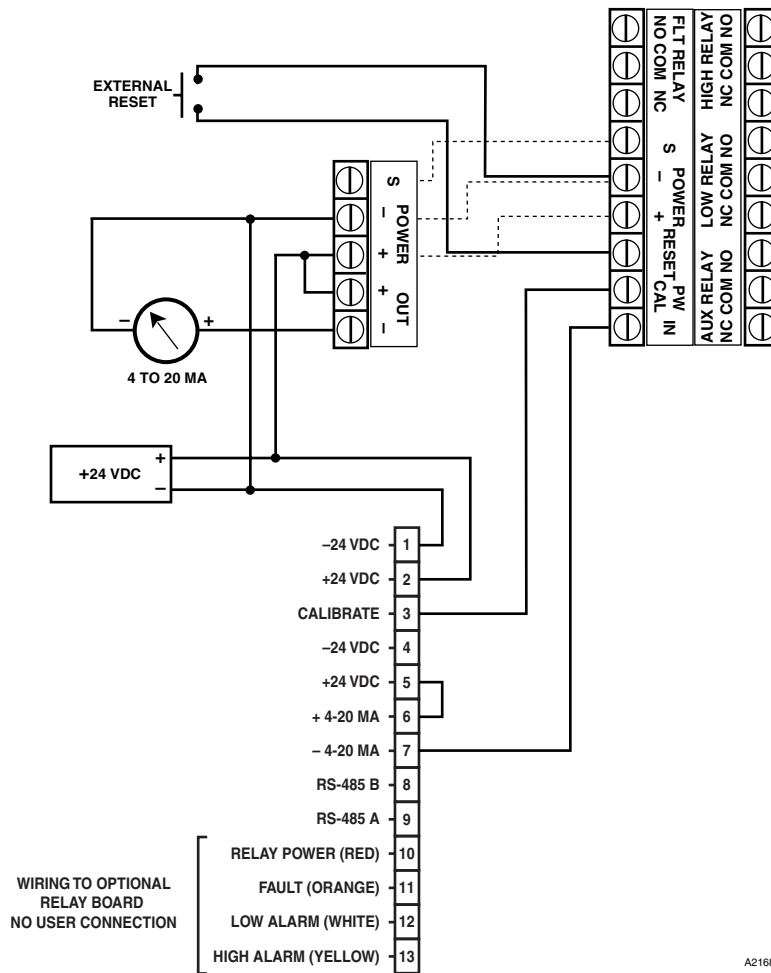 EXTERNAL
RESET
FLT RELAY
NO COM NC
S
POWER
–
+
RESET
CAL
PW
IN
HIGH RELAY
NC COM NO
LOW RELAY
NC COM NO
AUX RELAY
NC COM NO
S
POWER
–
+
OUT
+
–
–
+
4 TO 20 MA
+24 VDC
+
–
–24 VDC 1
+24 VDC 2
CALIBRATE 3
–24 VDC 4
+24 VDC 5
+ 4-20 MA 6
– 4-20 MA 7
RS-485 B 8
RS-485 A 9
RELAY POWER (RED) 10
FAULT (ORANGE) 11
LOW ALARM (WHITE) 12
HIGH ALARM (YELLOW) 13
WIRING TO OPTIONAL
RELAY BOARD
NO USER CONNECTION
A2168